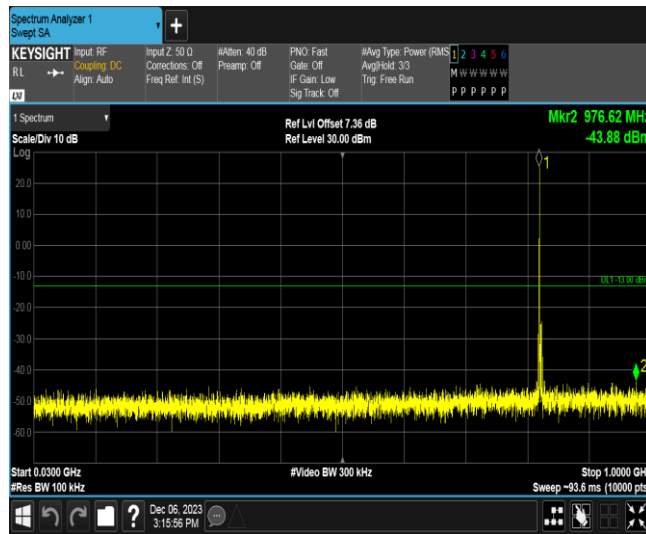 Spectrum Analyzer 1
Swept SA
KEYSIGHT
RL
LXI
Input: RF
Coupling: DC
Align: Auto
Input Z: 50 Ω
Corrections: Off
Freq Ref: Int (S)
#Atten: 40 dB
Preamp: Off
PNO: Fast
Gate: Off
IF Gain: Low
Sig Track: Off
#Avg Type: Power (RMS
Avg|Hold: 3/3
Trig: Free Run
1 2 3 4 5 6
M W W W W W
P P P P P P
1 Spectrum
Scale/Div 10 dB
Log
Ref Lvl Offset 7.36 dB
Ref Level 30.00 dBm
Mkr2 976.62 MHz
-43.88 dBm
1
20.0
10.0
0.00
-10.0
DL1 -13.00 dBm
-20.0
-30.0
-40.0
2
-50.0
-60.0
Start 0.0300 GHz
#Video BW 300 kHz
Stop 1.0000 GHz
#Res BW 100 kHz
Sweep ~93.6 ms (10000 pts
?
Dec 06, 2023
3:15:56 PM